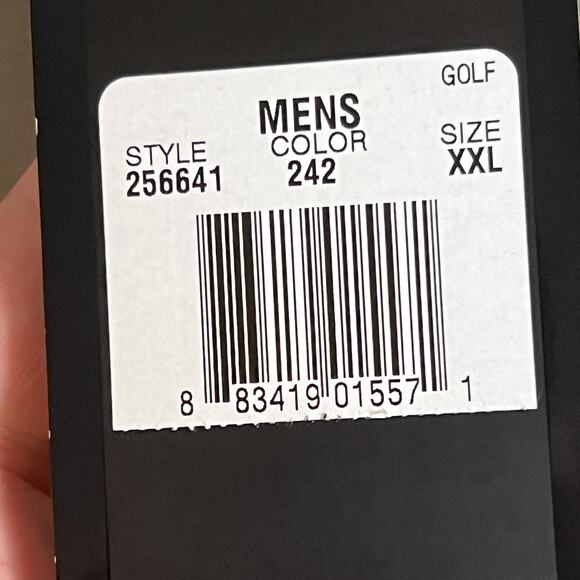 GOLF
MENS
STYLE COLOR SIZE
256641 242 XXL
8 83419 01557 1